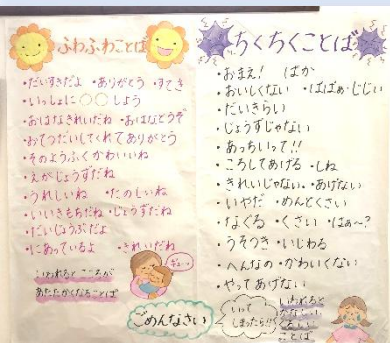 ふわふわことば
・だいすきだよ ・ありがとう ・すてき
・いっしょに○○しよう
・おはなきれいだね ・おはなどうぞ
・おてつだいしてくれてありがとう
・そのようふくかわいいね
・えがじょうずだね
・うれしいね ・たのしいね
・いいきもちだね・じょうずだね
・だいじょうぶだよ
・にあっているよ ・きれいだね
いわれると こころが
あたたかくなることば
ぎゅー
ちくちくことば
・おまえ! ばか
・おいしくない ・ばばぁ・じじい
・だいきらい
・じょうずじゃない
・あっちいって!!
・ころしてあげる ・しね
・きれいじゃない ・あげない
・いやだ ・めんどくさい
・なぐる ・くさい ・はぁ〜?
・うそつき ・いじわる
・へんなの ・かわいくない
・やってあげない
ごめんなさい
いって
しまったら!!
いわれると
ことば